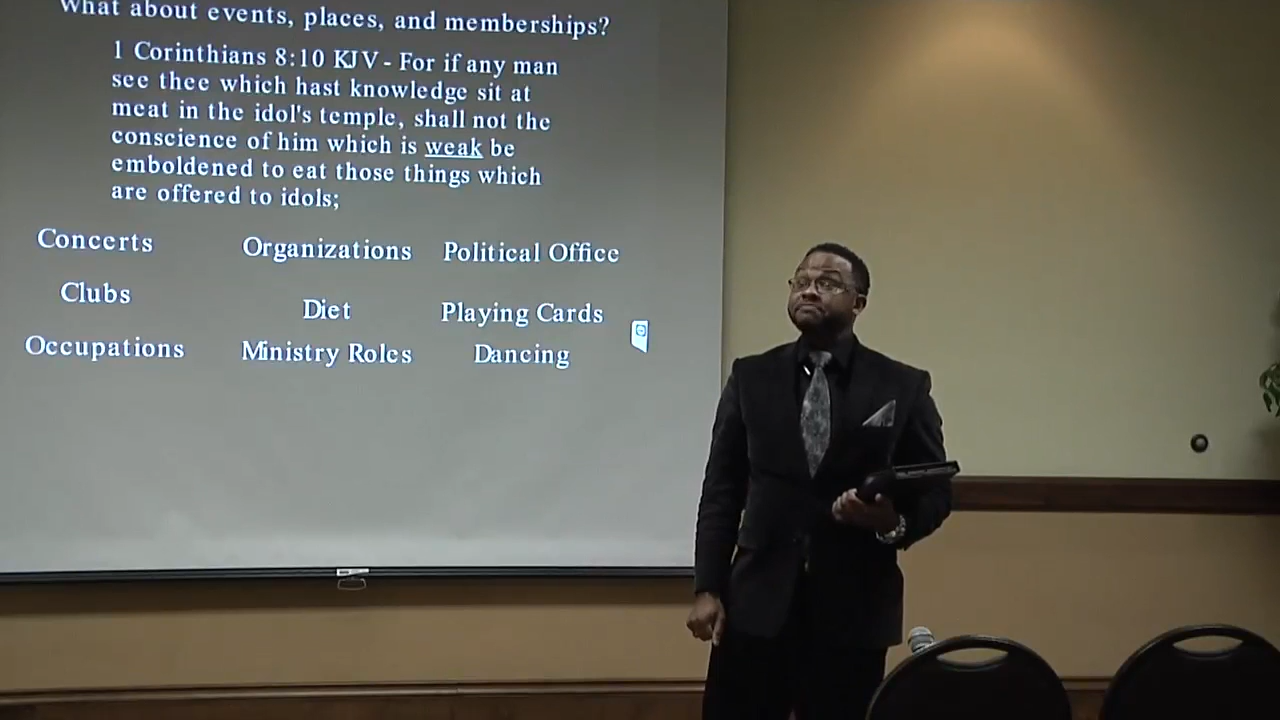 What about events, places, and memberships?
1 Corinthians 8:10 KJV - For if any man
see thee which hast knowledge sit at
meat in the idol's temple, shall not the
conscience of him which is weak be
emboldened to eat those things which
are offered to idols;
Concerts Organizations Political Office
Clubs Diet Playing Cards
Occupations Ministry Roles Dancing